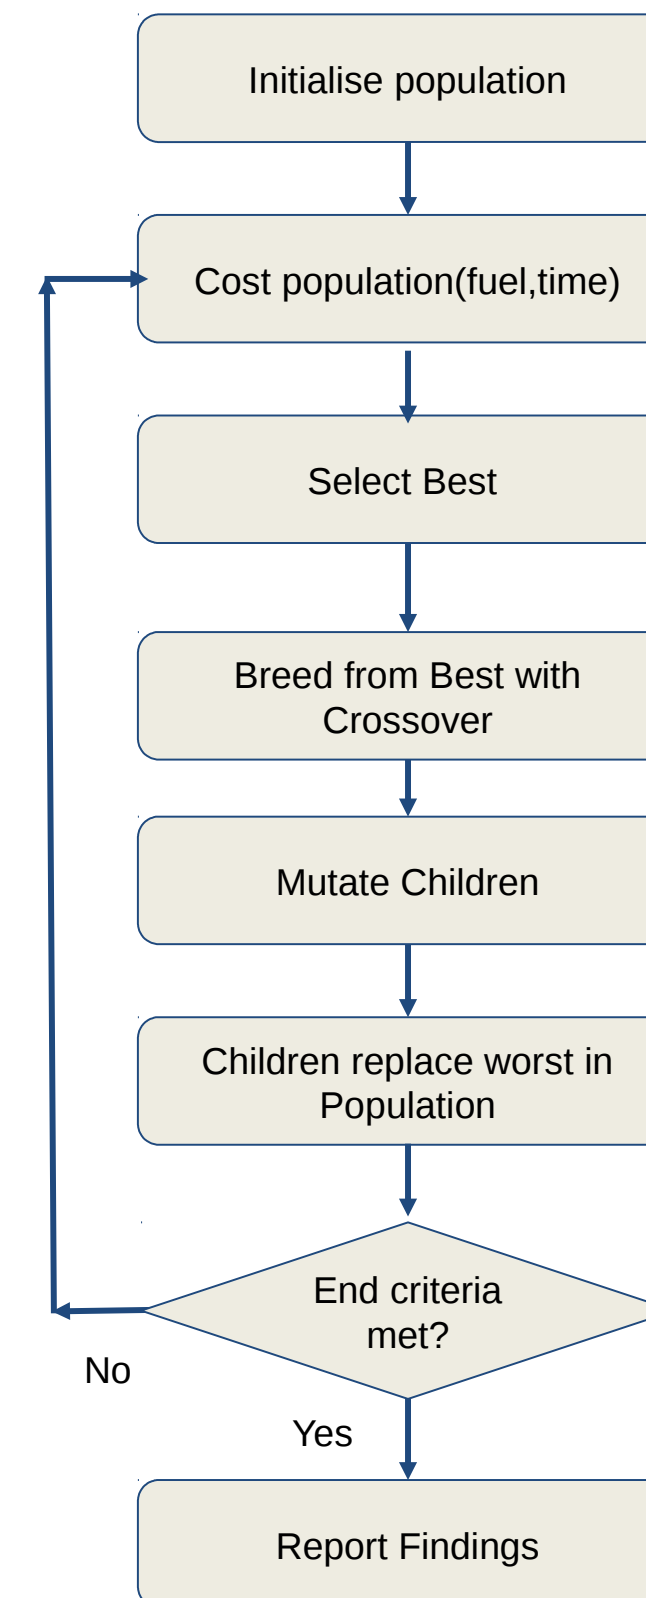 Initialise population
Cost population(fuel,time)
Select Best
Breed from Best with
Crossover
Mutate Children
Children replace worst in
Population
End criteria
met?
No
Yes
Report Findings